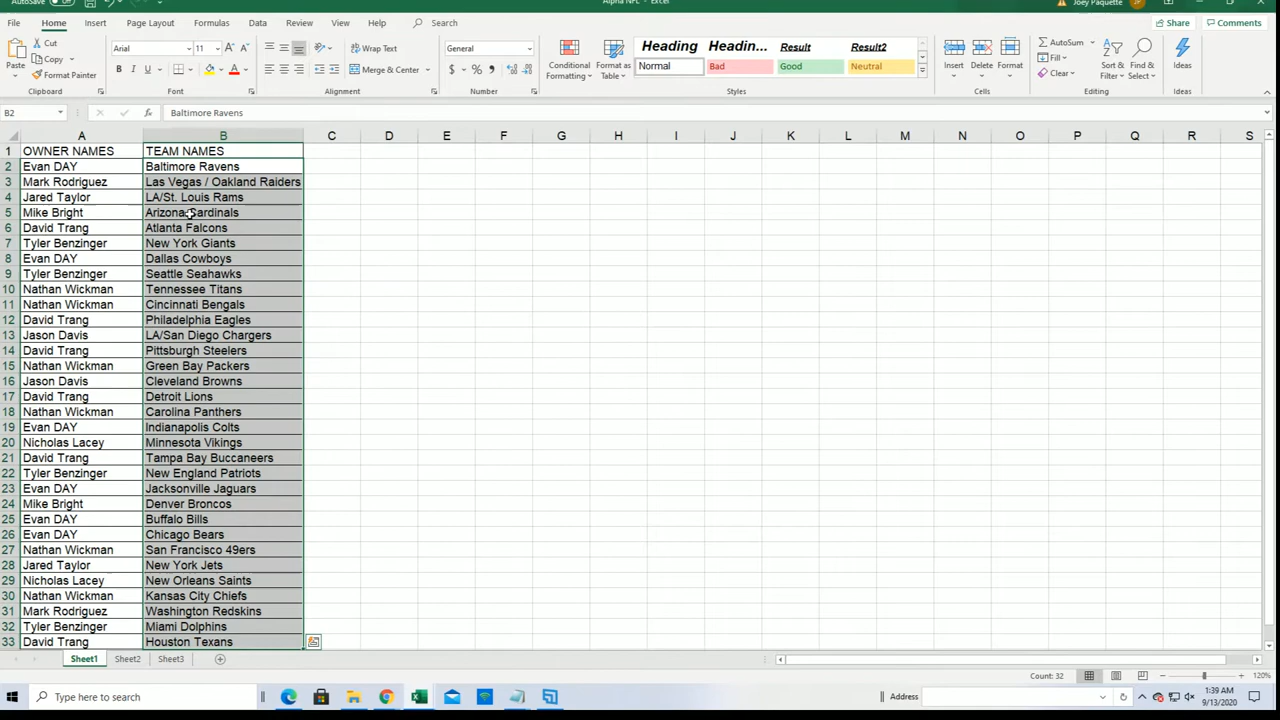 AutoSave Off
Alpha NFL - Excel
Joey Paquette
File Home Insert Page Layout Formulas Data Review View Help Search Share Comments
Paste Cut Copy Format Painter
Arial 11 A A B I U A
Wrap Text Merge & Center
General $ % ,
Conditional Formatting Format as Table
Heading Headin... Result Result2
Normal Bad Good Neutral
Insert Delete Format
AutoSum Fill Clear Sort & Filter Find & Select Ideas
Clipboard Font Alignment Number Styles Cells Editing Ideas
B2 fx Baltimore Ravens
A B C D E F G H I J K L M N O P Q R S
1 OWNER NAMES TEAM NAMES
2 Evan DAY Baltimore Ravens
3 Mark Rodriguez Las Vegas / Oakland Raiders
4 Jared Taylor LA/St. Louis Rams
5 Mike Bright Arizona Cardinals
6 David Trang Atlanta Falcons
7 Tyler Benzinger New York Giants
8 Evan DAY Dallas Cowboys
9 Tyler Benzinger Seattle Seahawks
10 Nathan Wickman Tennessee Titans
11 Nathan Wickman Cincinnati Bengals
12 David Trang Philadelphia Eagles
13 Jason Davis LA/San Diego Chargers
14 David Trang Pittsburgh Steelers
15 Nathan Wickman Green Bay Packers
16 Jason Davis Cleveland Browns
17 David Trang Detroit Lions
18 Nathan Wickman Carolina Panthers
19 Evan DAY Indianapolis Colts
20 Nicholas Lacey Minnesota Vikings
21 David Trang Tampa Bay Buccaneers
22 Tyler Benzinger New England Patriots
23 Evan DAY Jacksonville Jaguars
24 Mike Bright Denver Broncos
25 Evan DAY Buffalo Bills
26 Evan DAY Chicago Bears
27 Nathan Wickman San Francisco 49ers
28 Jared Taylor New York Jets
29 Nicholas Lacey New Orleans Saints
30 Nathan Wickman Kansas City Chiefs
31 Mark Rodriguez Washington Redskins
32 Tyler Benzinger Miami Dolphins
33 David Trang Houston Texans
Sheet1 Sheet2 Sheet3
Count: 32 120%
Type here to search Address 1:39 AM
9/13/2020